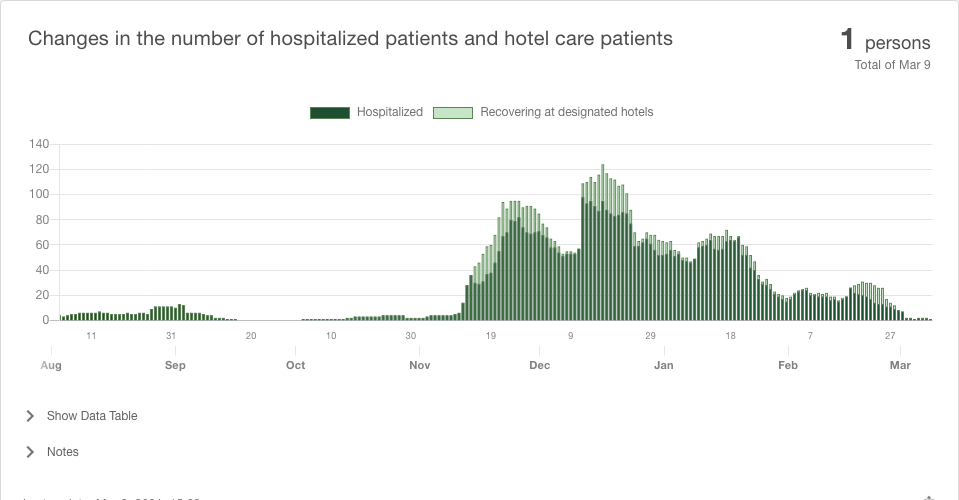 Changes in the number of hospitalized patients and hotel care patients
1 persons
Total of Mar 9
Hospitalized Recovering at designated hotels
140
120
100
80
60
40
20
0
11 31 20 10 30 19 9 29 18 7 27
Aug Sep Oct Nov Dec Jan Feb Mar
Show Data Table
Notes